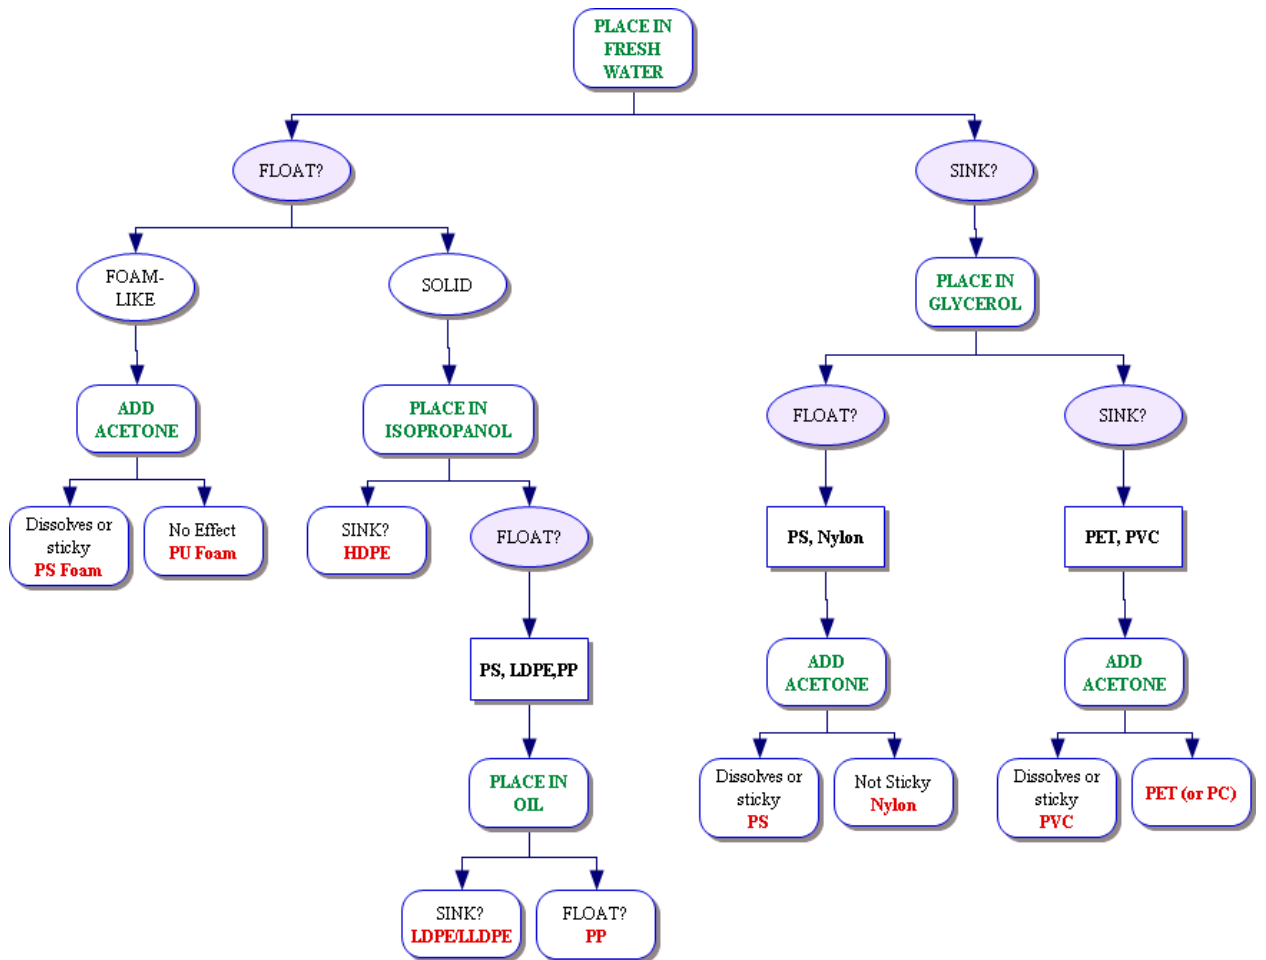 PLACE IN
FRESH
WATER
FLOAT?
SINK?
FOAM-
LIKE
SOLID
PLACE IN
GLYCEROL
ADD
ACETONE
PLACE IN
ISOPROPANOL
FLOAT?
SINK?
Dissolves or
sticky
PS Foam
No Effect
PU Foam
SINK?
HDPE
FLOAT?
PS, Nylon
PET, PVC
PS, LDPE,PP
ADD
ACETONE
ADD
ACETONE
PLACE IN
OIL
Dissolves or
sticky
PS
Not Sticky
Nylon
Dissolves or
sticky
PVC
PET (or PC)
SINK?
LDPE/LLDPE
FLOAT?
PP